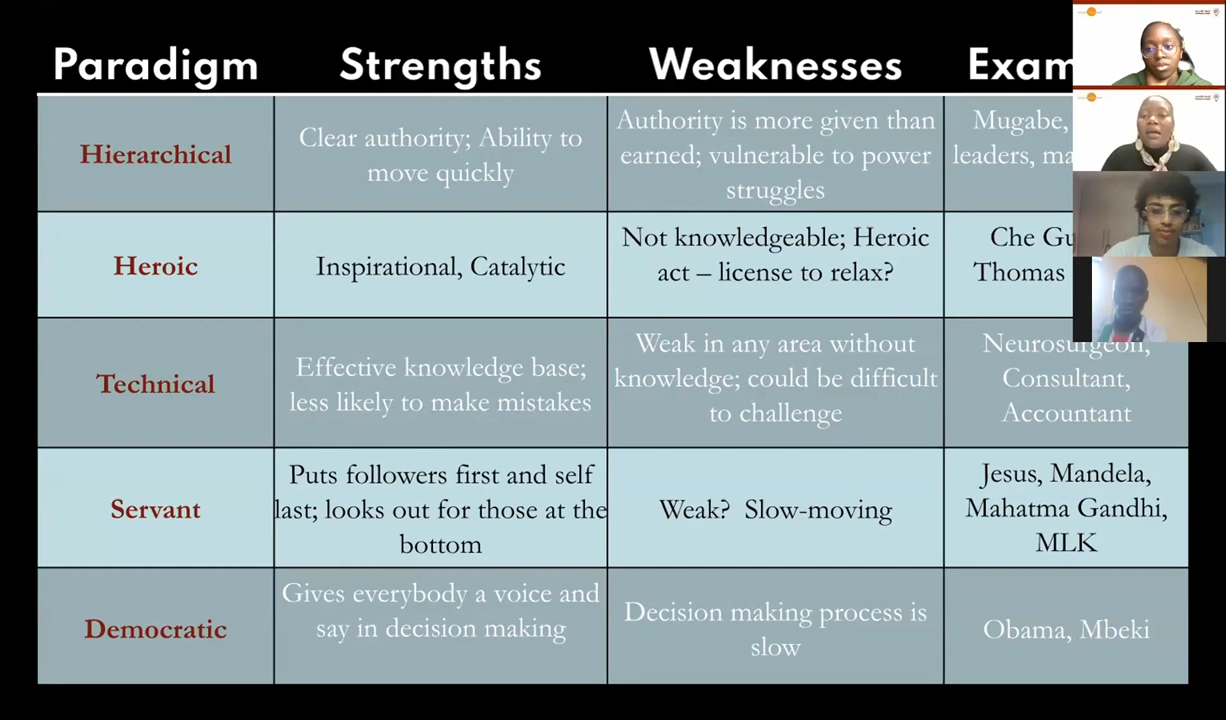 Paradigm
Strengths
Weaknesses
Exam
Hierarchical
Clear authority; Ability to
move quickly
Authority is more given than
earned; vulnerable to power
struggles
Mugabe,
leaders, ma
Heroic
Inspirational, Catalytic
Not knowledgeable; Heroic
act – license to relax?
Che Gu
Thomas
Technical
Effective knowledge base;
less likely to make mistakes
Weak in any area without
knowledge; could be difficult
to challenge
Neurosurgeon,
Consultant,
Accountant
Servant
Puts followers first and self
last; looks out for those at the
bottom
Weak? Slow-moving
Jesus, Mandela,
Mahatma Gandhi,
MLK
Democratic
Gives everybody a voice and
say in decision making
Decision making process is
slow
Obama, Mbeki